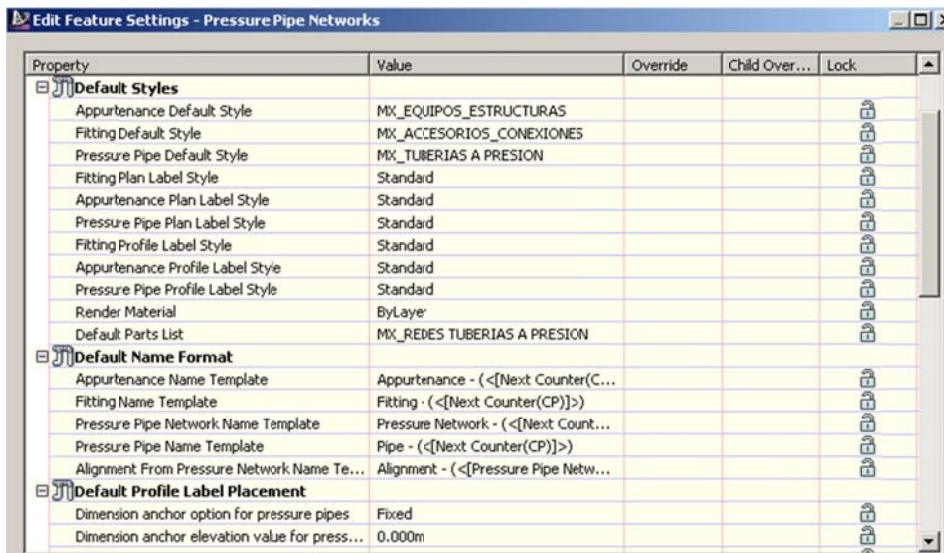 Edit Feature Settings - Pressure Pipe Networks
Property Value Override Child Over... Lock
Default Styles
Appurtenance Default Style MX_EQUIPOS_ESTRUCTURAS
Fitting Default Style MX_ACCESORIOS_CONEXIONES
Pressure Pipe Default Style MX_TUBERIAS A PRESION
Fitting Plan Label Style Standard
Appurtenance Plan Label Style Standard
Pressure Pipe Plan Label Style Standard
Fitting Profile Label Style Standard
Appurtenance Profile Label Style Standard
Pressure Pipe Profile Label Style Standard
Render Material ByLayer
Default Parts List MX_REDES TUBERIAS A PRESION
Default Name Format
Appurtenance Name Template Appurtenance - (<[Next Counter(C...
Fitting Name Template Fitting - (<[Next Counter(CP)]>)
Pressure Pipe Network Name Template Pressure Network - (<[Next Count...
Pressure Pipe Name Template Pipe - (<[Next Counter(CP)]>)
Alignment From Pressure Network Name Te... Alignment - (<[Pressure Pipe Netw...
Default Profile Label Placement
Dimension anchor option for pressure pipes Fixed
Dimension anchor elevation value for press... 0.000m